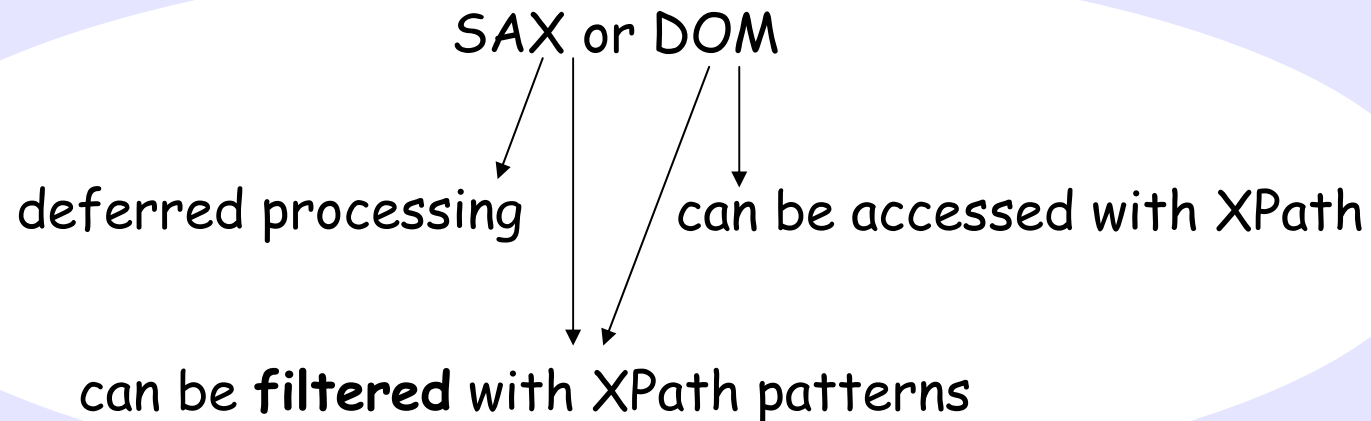 SAX or DOM
deferred processing
can be accessed with XPath
can be filtered with XPath patterns